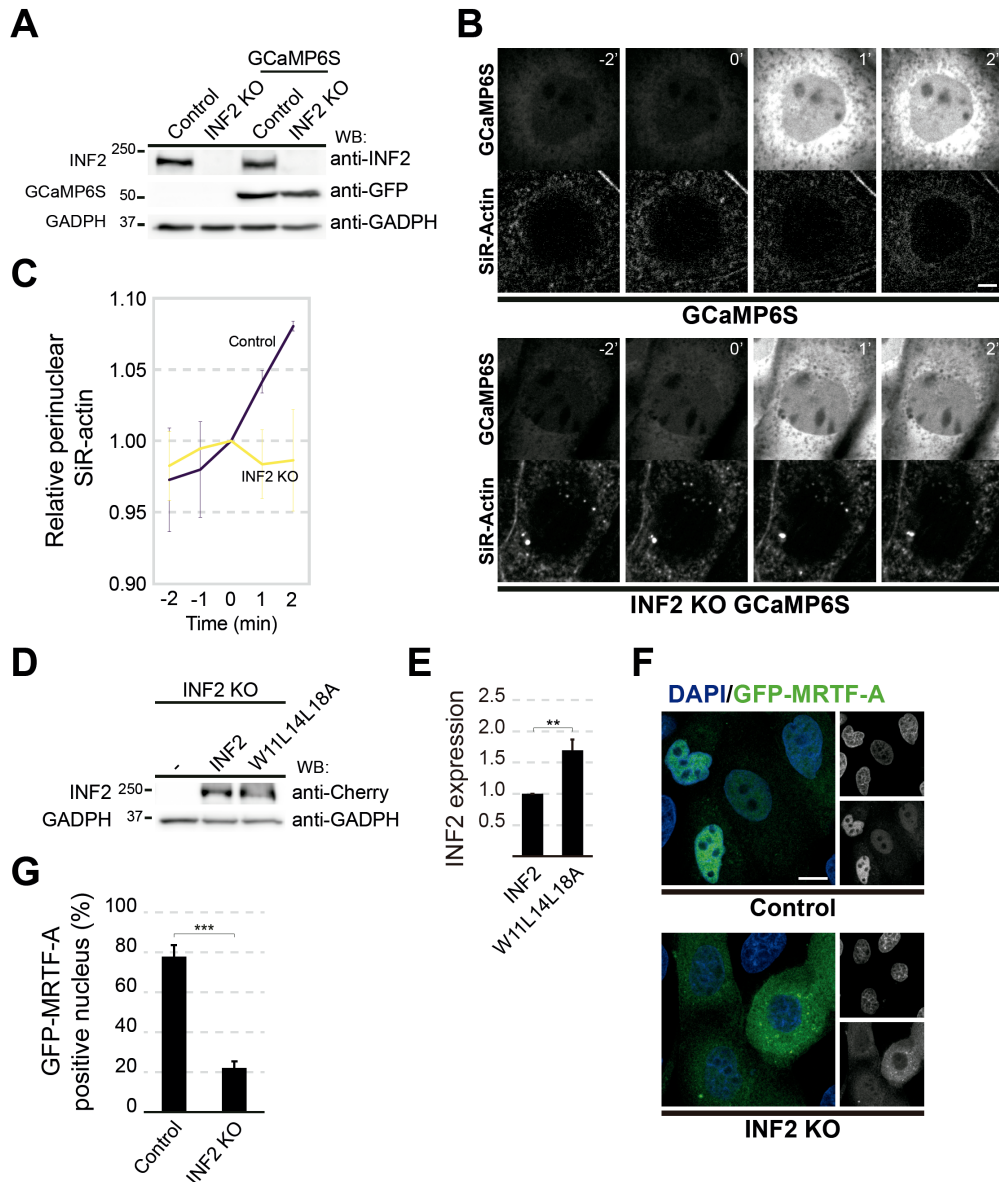 A
GCaMP6S
Control
INF2 KO
Control
INF2 KO
WB:
INF2
250
anti-INF2
GCaMP6S
50
anti-GFP
GADPH
37
anti-GADPH
B
GCaMP6S
-2’
0’
1’
2’
SiR-Actin
GCaMP6S
GCaMP6S
-2’
0’
1’
2’
SiR-Actin
INF2 KO GCaMP6S
C
Relative perinuclear
SiR-actin
1.10
1.05
1.00
0.95
0.90
Control
INF2 KO
-2
-1
0
1
2
Time (min)
D
INF2 KO
-
INF2
W11L14L18A
WB:
INF2
250
anti-Cherry
GADPH
37
anti-GADPH
E
INF2 expression
2.5
2.0
1.5
1.0
0.5
**
INF2
W11L14L18A
F
DAPI/GFP-MRTF-A
Control
INF2 KO
G
GFP-MRTF-A
positive nucleus (%)
100
80
60
40
20
0
***
Control
INF2 KO